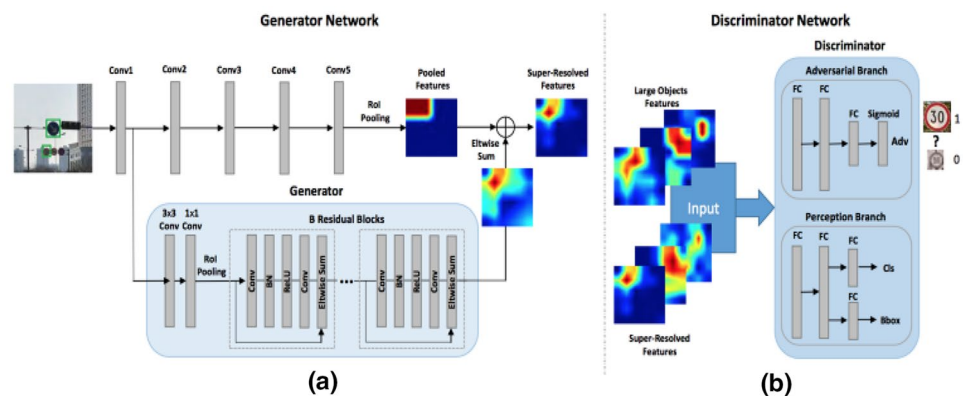 Generator Network
Conv1
Conv2
Conv3
Conv4
Conv5
RoI
Pooling
Pooled
Features
Super-Resolved
Features
Eltwise
Sum
Generator
3x3
Conv
1x1
Conv
RoI
Pooling
B Residual Blocks
Conv
BN
ReLU
Conv
Eltwise Sum
Conv
BN
ReLU
Conv
Eltwise Sum
(a)
Discriminator Network
Large Objects
Features
Input
Super-Resolved
Features
Discriminator
Adversarial Branch
FC
FC
FC
Sigmoid
Adv
30
1
?
0
Perception Branch
FC
FC
FC
Cls
FC
Bbox
(b)